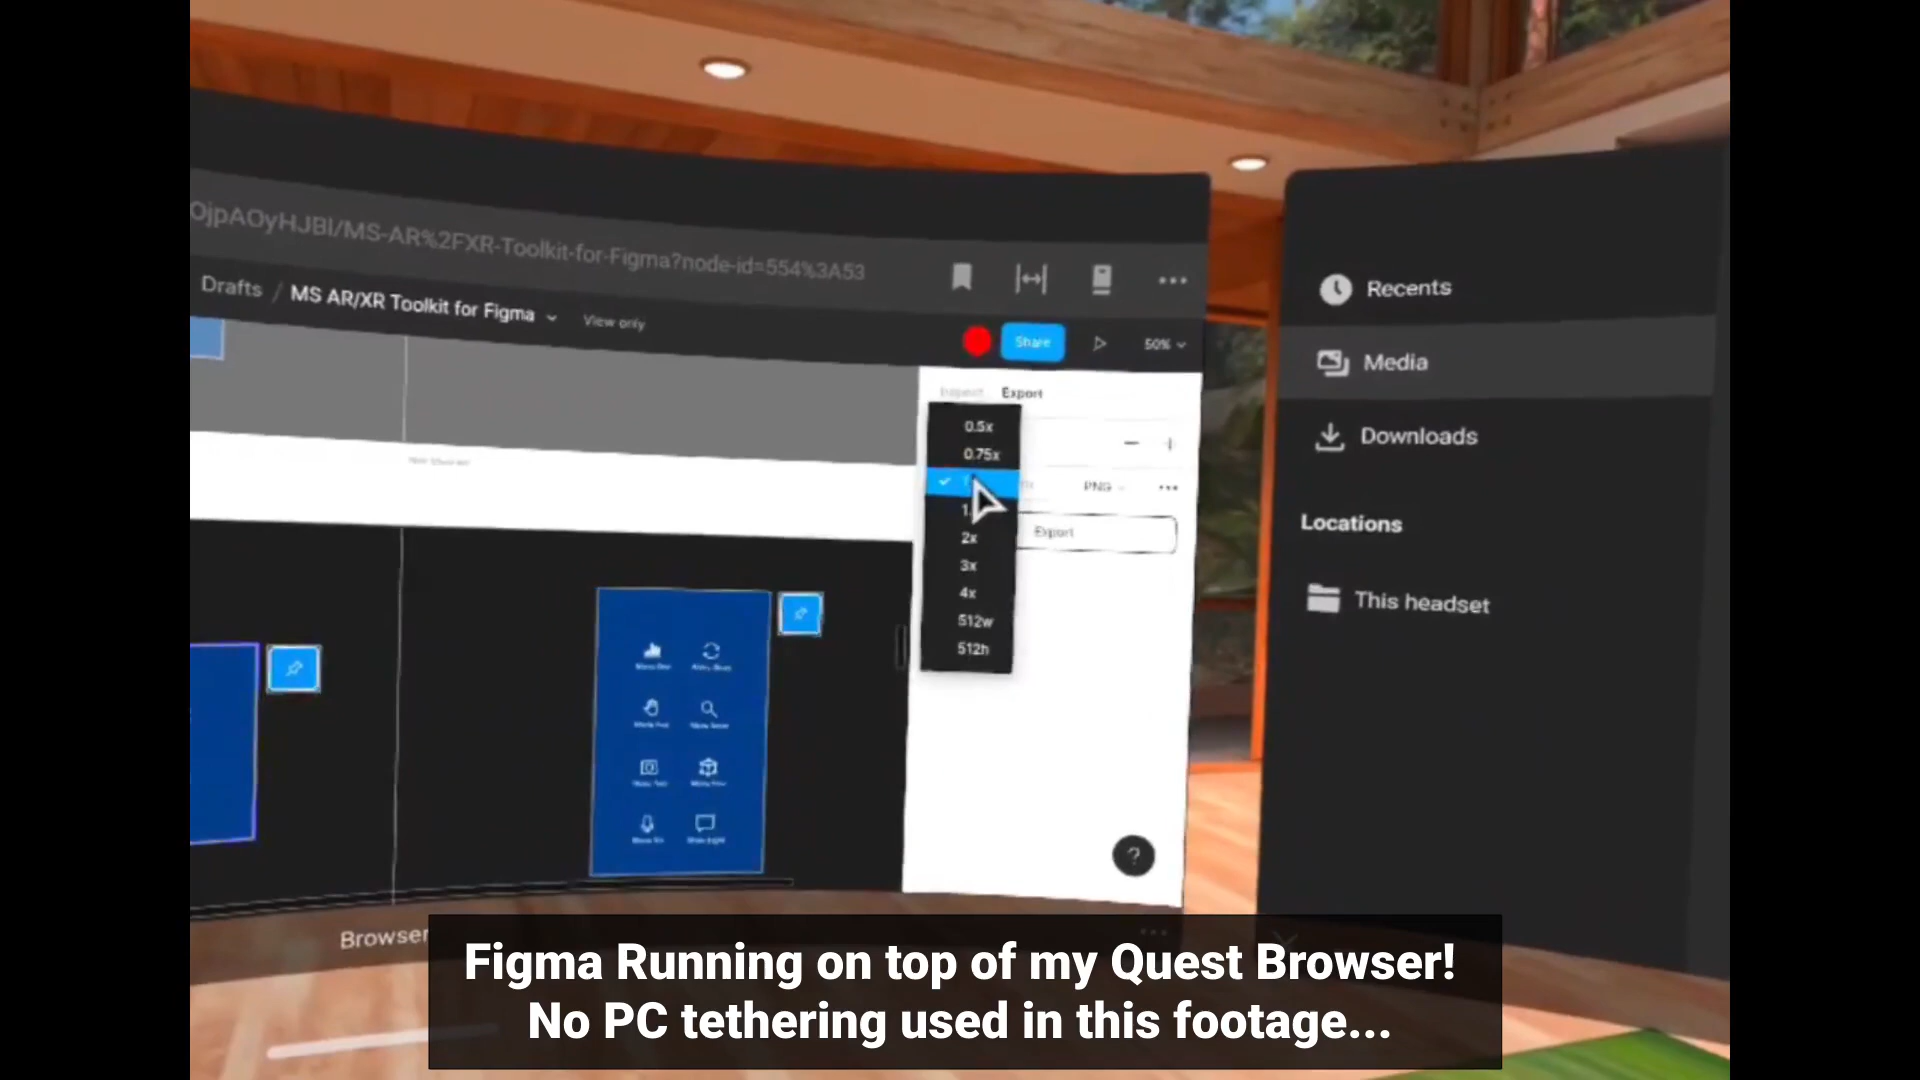 OjpAOyHJBI/MS-AR%2FXR-Toolkit-for-Figma?node-id=554%3A53
Drafts / MS AR/XR Toolkit for Figma
View only
Share
50%
Export
0.5x
0.75x
PNG
Export
2x
3x
4x
512w
512h
?
Browser
Recents
Media
Downloads
Locations
This headset
Figma Running on top of my Quest Browser!
No PC tethering used in this footage...